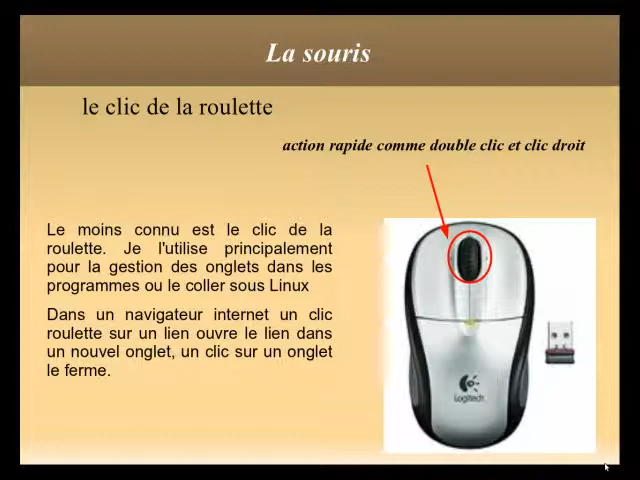 La souris
le clic de la roulette
action rapide comme double clic et clic droit
Le moins connu est le clic de la
roulette. Je l'utilise principalement
pour la gestion des onglets dans les
programmes ou le coller sous Linux
Dans un navigateur internet un clic
roulette sur un lien ouvre le lien dans
un nouvel onglet, un clic sur un onglet
le ferme.
Logitech